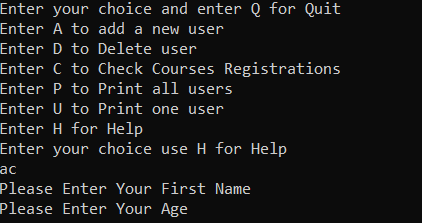 Enter your choice and enter Q for Quit
Enter A to add a new user
Enter D to Delete user
Enter C to Check Courses Registrations
Enter P to Print all users
Enter U to Print one user
Enter H for Help
Enter your choice use H for Help
ac
Please Enter Your First Name
Please Enter Your Age